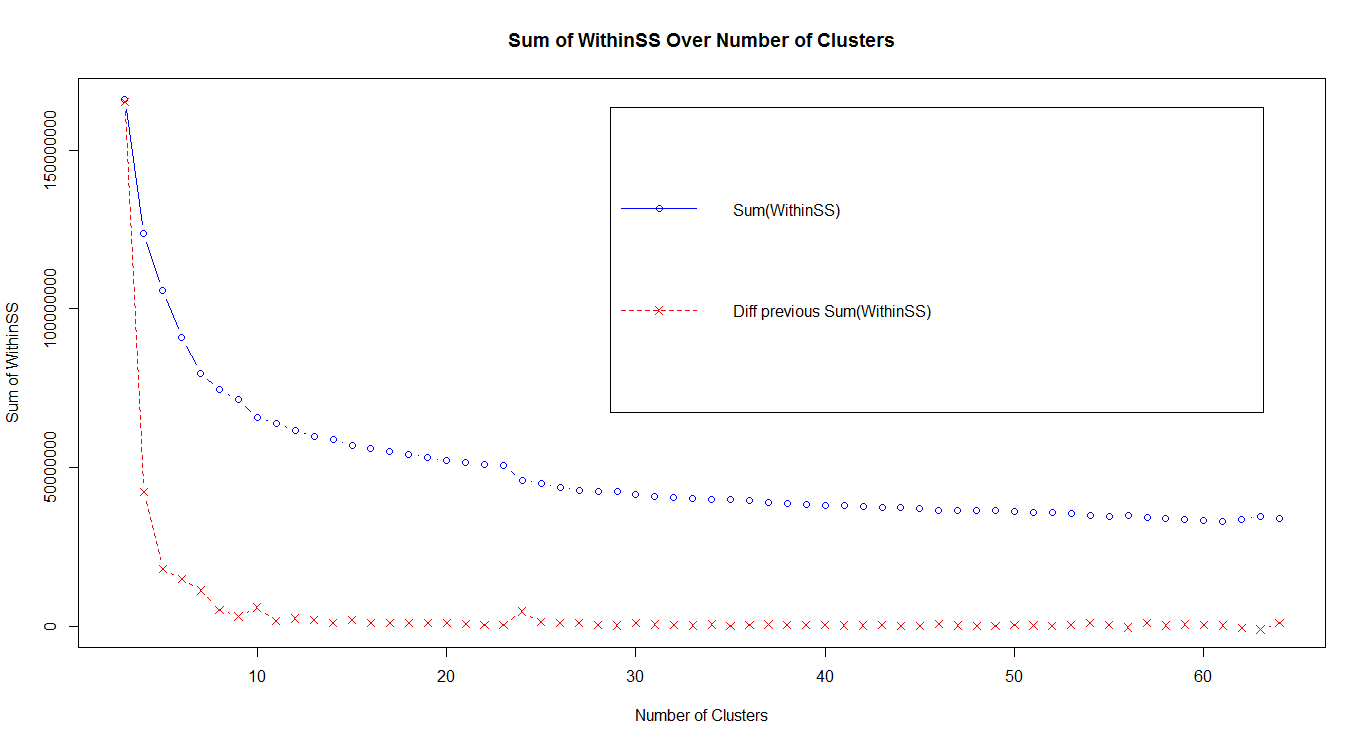 Sum of WithinSS Over Number of Clusters
Sum of WithinSS
150000000
100000000
50000000
0
Sum(WithinSS)
Diff previous Sum(WithinSS)
10 20 30 40 50 60
Number of Clusters